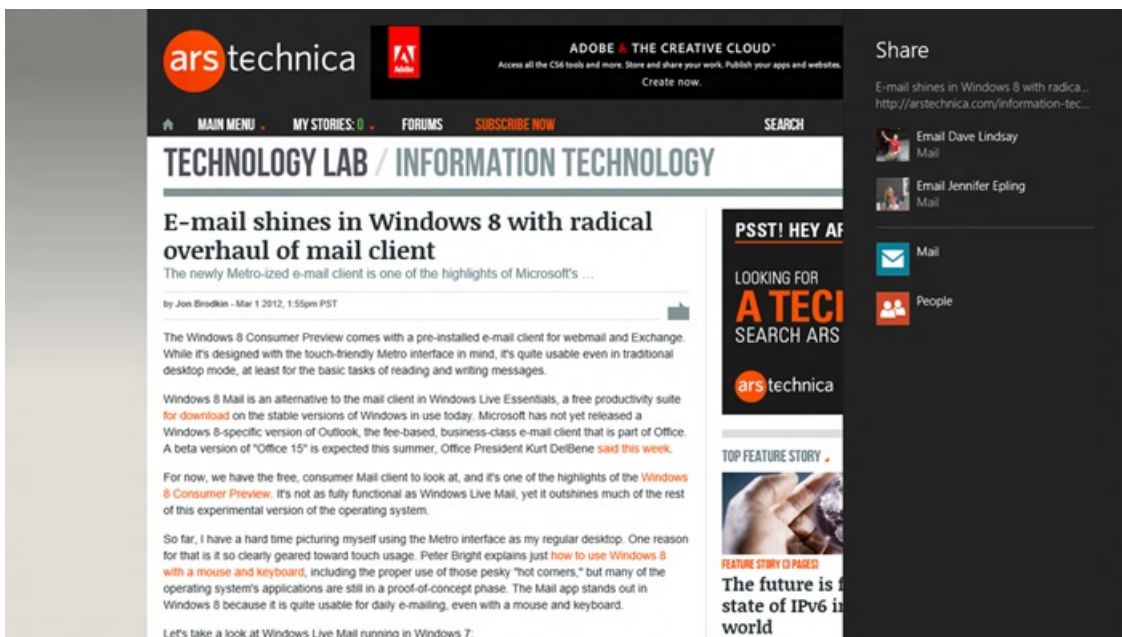 ars technica
Adobe
ADOBE & THE CREATIVE CLOUD™
Access all the CS6 tools and more. Store and share your work. Publish your apps and websites.
Create now.
MAIN MENU
MY STORIES: 0
FORUMS
SUBSCRIBE NOW
SEARCH
TECHNOLOGY LAB / INFORMATION TECHNOLOGY
E-mail shines in Windows 8 with radical
overhaul of mail client
The newly Metro-ized e-mail client is one of the highlights of Microsoft's ...
by Jon Brodkin - Mar 1 2012, 1:55pm PST
The Windows 8 Consumer Preview comes with a pre-installed e-mail client for webmail and Exchange.
While it's designed with the touch-friendly Metro interface in mind, it's quite usable even in traditional
desktop mode, at least for the basic tasks of reading and writing messages.
Windows 8 Mail is an alternative to the mail client in Windows Live Essentials, a free productivity suite
for download on the stable versions of Windows in use today. Microsoft has not yet released a
Windows 8-specific version of Outlook, the fee-based, business-class e-mail client that is part of Office.
A beta version of "Office 15" is expected this summer, Office President Kurt DelBene said this week.
For now, we have the free, consumer Mail client to look at, and it's one of the highlights of the Windows
8 Consumer Preview. It's not as fully functional as Windows Live Mail, yet it outshines much of the rest
of this experimental version of the operating system.
So far, I have a hard time picturing myself using the Metro interface as my regular desktop. One reason
for that is it so clearly geared toward touch usage. Peter Bright explains just how to use Windows 8
with a mouse and keyboard, including the proper use of those pesky "hot corners," but many of the
operating system's applications are still in a proof-of-concept phase. The Mail app stands out in
Windows 8 because it is quite usable for daily e-mailing, even with a mouse and keyboard.
Let's take a look at Windows Live Mail running in Windows 7:
PSST! HEY AR
LOOKING FOR
A TECH
SEARCH ARS
ars technica
TOP FEATURE STORY
FEATURE STORY (3 PAGES)
The future is f
state of IPv6 in
world
Share
E-mail shines in Windows 8 with radica...
http://arstechnica.com/information-tec...
Email Dave Lindsay
Mail
Email Jennifer Epling
Mail
Mail
People